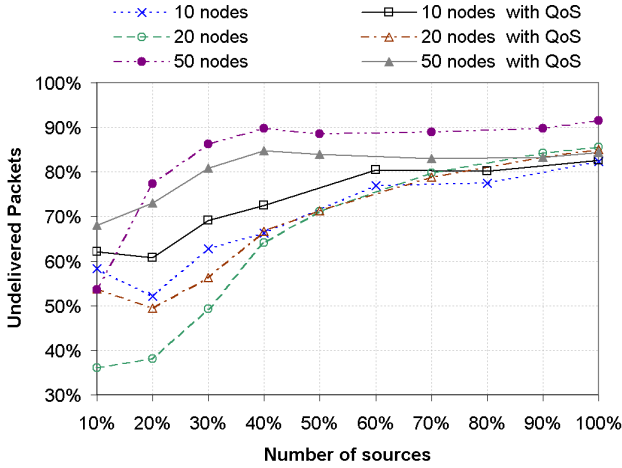 10 nodes
10 nodes with QoS
20 nodes
20 nodes with QoS
50 nodes
50 nodes with QoS
100%
90%
80%
70%
60%
50%
40%
30%
Undelivered Packets
10% 20% 30% 40% 50% 60% 70% 80% 90% 100%
Number of sources